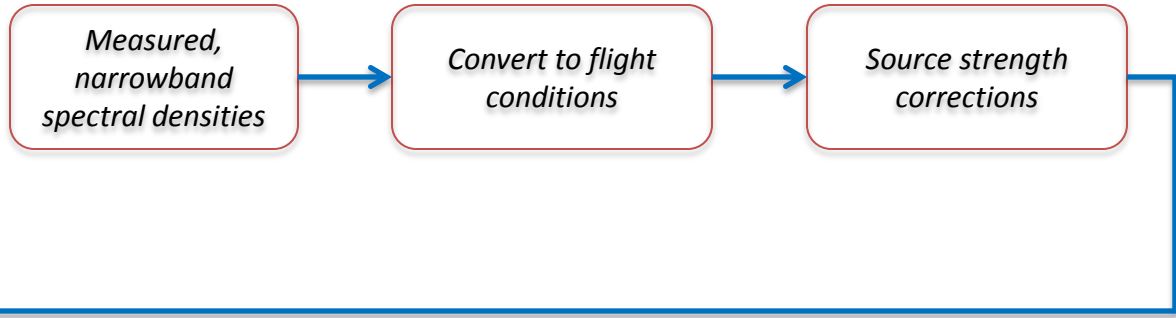 Measured,
narrowband
spectral densities
Convert to flight
conditions
Source strength
corrections